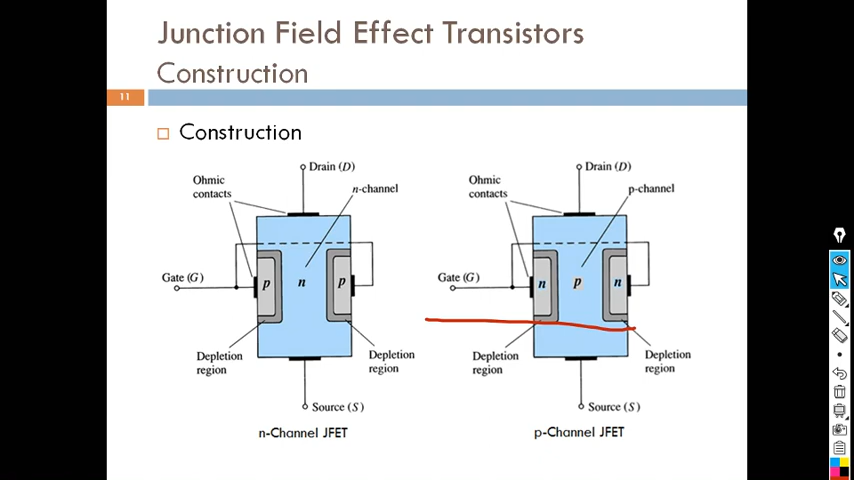 Junction Field Effect Transistors
Construction
11
Construction
Drain (D)
Ohmic
contacts
n-channel
Gate (G)
p
n
p
Depletion
region
Depletion
region
Source (S)
n-Channel JFET
Drain (D)
Ohmic
contacts
p-channel
Gate (G)
n
p
n
Depletion
region
Depletion
region
Source (S)
p-Channel JFET